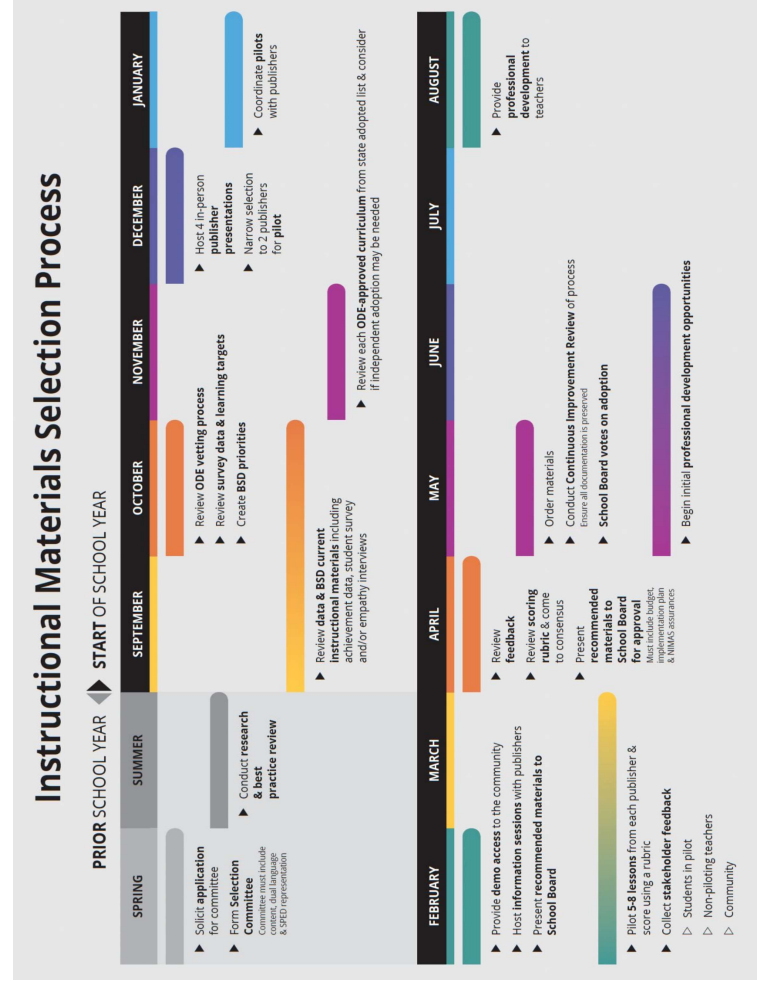 Instructional Materials Selection Process
PRIOR SCHOOL YEAR
START OF SCHOOL YEAR
SPRING
SUMMER
SEPTEMBER
OCTOBER
NOVEMBER
DECEMBER
JANUARY
Solicit application
for committee
Form Selection
Committee
Committee must include
content, dual language
& SPED representation
Conduct research
& best
practice review
Review data & BSD current
instructional materials including
achievement data, student survey
and/or empathy interviews
Review ODE vetting process
Review survey data & learning targets
Create BSD priorities
Review each ODE-approved curriculum from state adopted list & consider
if independent adoption may be needed
Host 4 in-person
publisher
presentations
Narrow selection
to 2 publishers
for pilot
Coordinate pilots
with publishers
FEBRUARY
MARCH
APRIL
MAY
JUNE
JULY
AUGUST
Provide demo access to the community
Host information sessions with publishers
Present recommended materials to
School Board
Pilot 5-8 lessons from each publisher &
score using a rubric
Collect stakeholder feedback
Students in pilot
Non-piloting teachers
Community
Review
feedback
Review scoring
rubric & come
to consensus
Present
recommended
materials to
School Board
for approval
Must include budget,
implementation plan
& NIMAS assurances
Order materials
Conduct Continuous Improvement Review of process
Ensure all documentation is preserved
School Board votes on adoption
Begin initial professional development opportunities
Provide
professional
development to
teachers